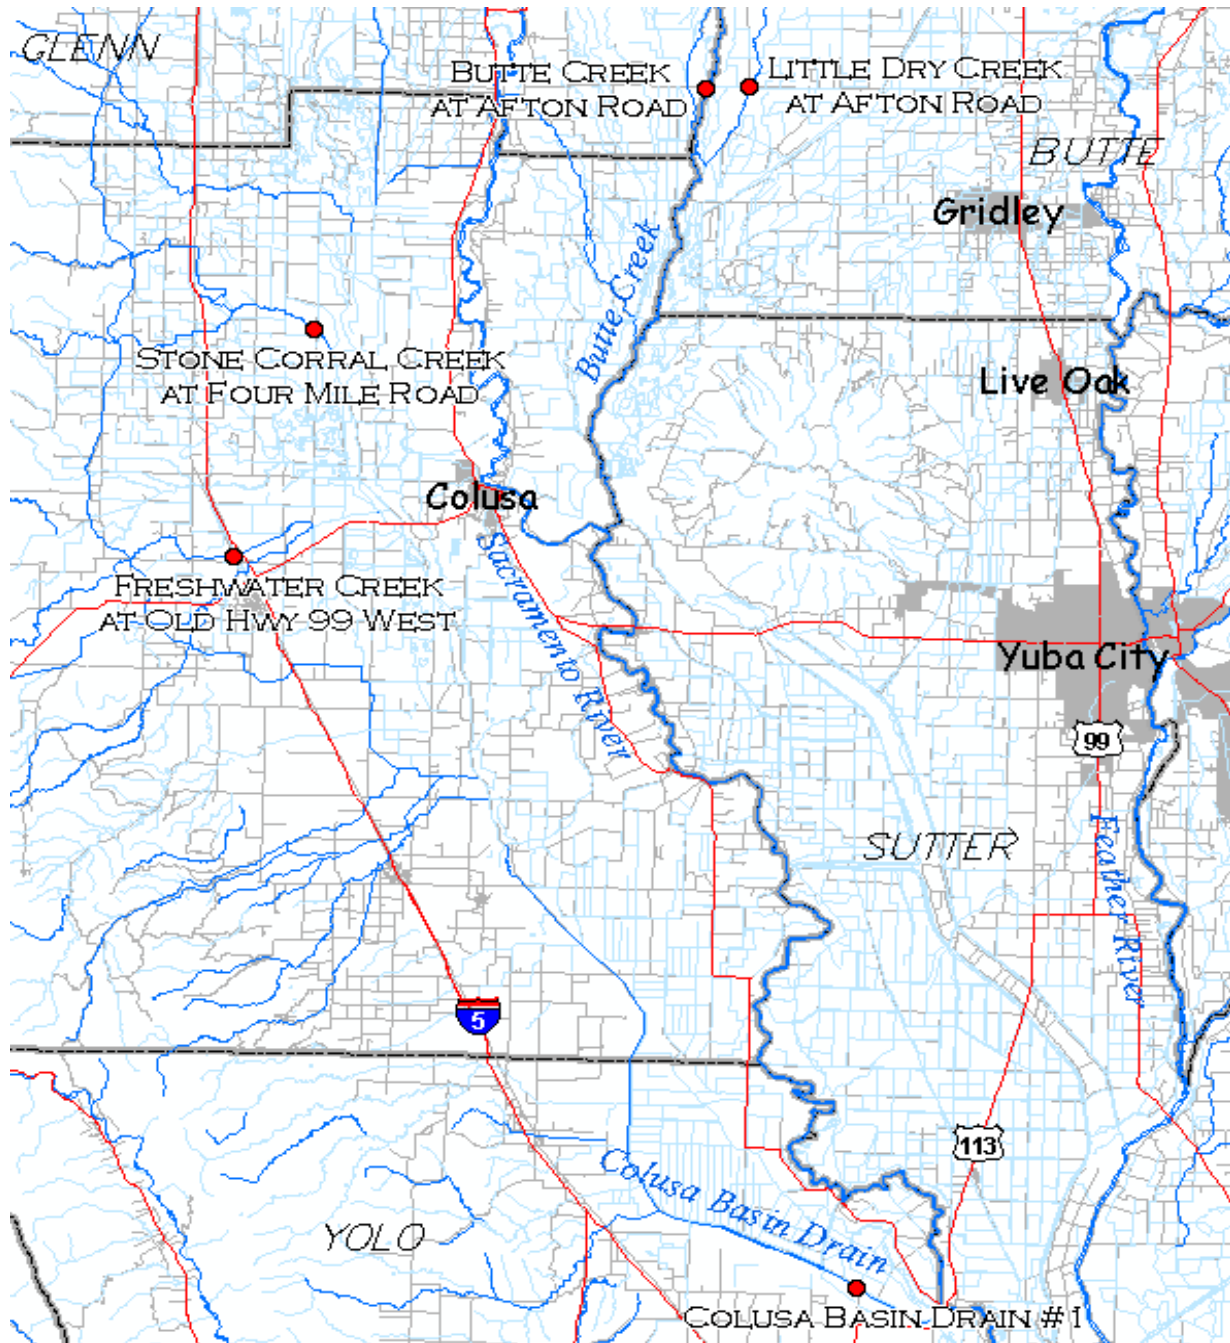 GLENN
BUTTE CREEK
AT AFTON ROAD
LITTLE DRY CREEK
AT AFTON ROAD
BUTTE
Gridley
Butte Creek
STONE CORRAL CREEK
AT FOUR MILE ROAD
Live Oak
Colusa
Sacramento River
FRESHWATER CREEK
AT OLD HWY 99 WEST
Yuba City
99
SUTTER
Feather River
5
113
Colusa Basin Drain
YOLO
COLUSA BASIN DRAIN #1